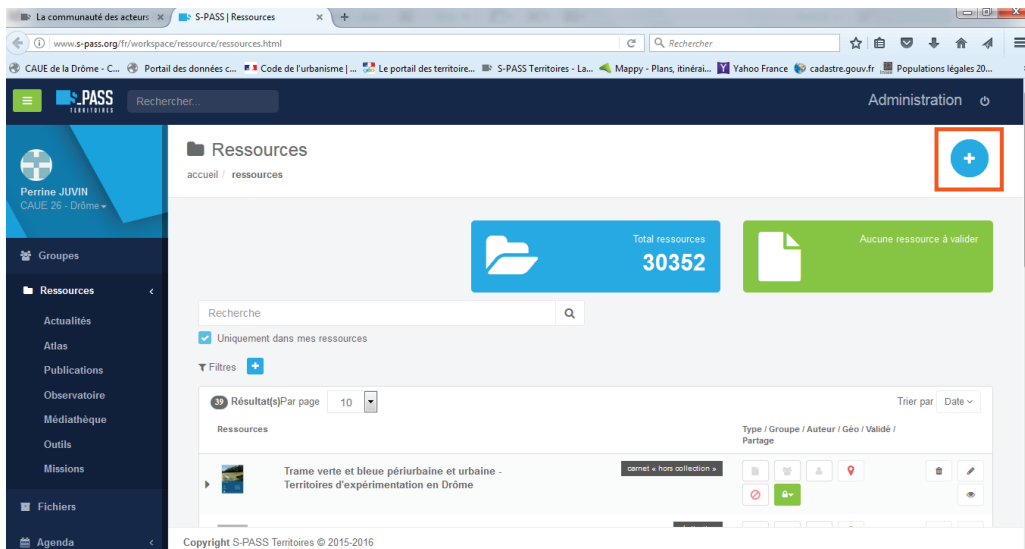 La communauté des acteurs
S-PASS | Ressources
www.s-pass.org/fr/workspace/ressource/ressources.html
Rechercher
CAUE de la Drôme - C... Portail des données c... Code de l'urbanisme | ... Le portail des territoire... S-PASS Territoires - La... Mappy - Plans, itinérai... Yahoo France cadastre.gouv.fr Populations légales 20...
S-PASS
TERRITOIRES
Rechercher...
Administration
Perrine JUVIN
CAUE 26 - Drôme
Ressources
accueil / ressources
Total ressources
30352
Aucune ressource à valider
Groupes
Ressources
Actualités
Atlas
Publications
Observatoire
Médiathèque
Outils
Missions
Fichiers
Agenda
Recherche
Uniquement dans mes ressources
Filtres
39 Résultat(s)Par page 10
Trier par Date
Ressources
Type / Groupe / Auteur / Géo / Validé /
Partage
Trame verte et bleue périurbaine et urbaine -
Territoires d'expérimentation en Drôme
carnet « hors collection »
Copyright S-PASS Territoires © 2015-2016